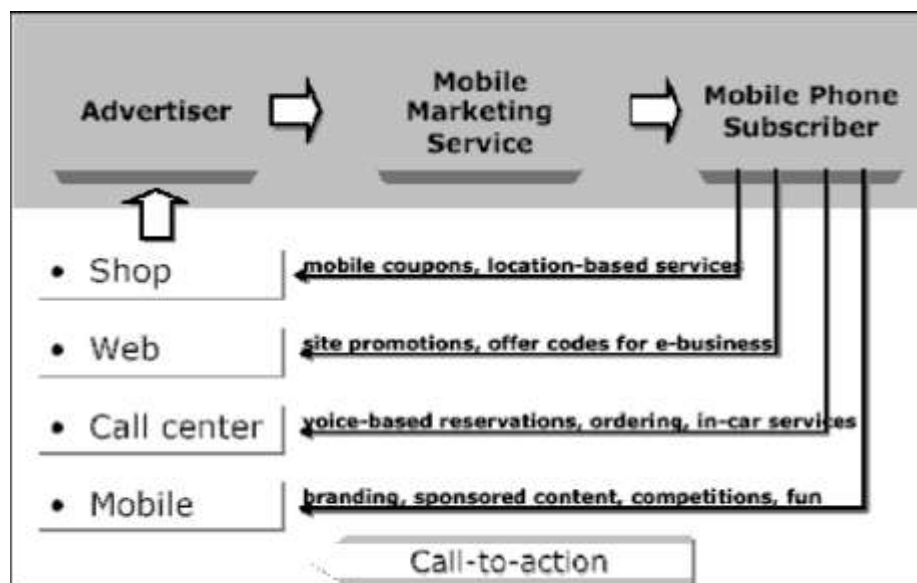 Advertiser
Mobile
Marketing
Service
Mobile Phone
Subscriber
• Shop
mobile coupons, location-based services
• Web
site promotions, offer codes for e-business
• Call center
voice-based reservations, ordering, in-car services
• Mobile
branding, sponsored content, competitions, fun
Call-to-action